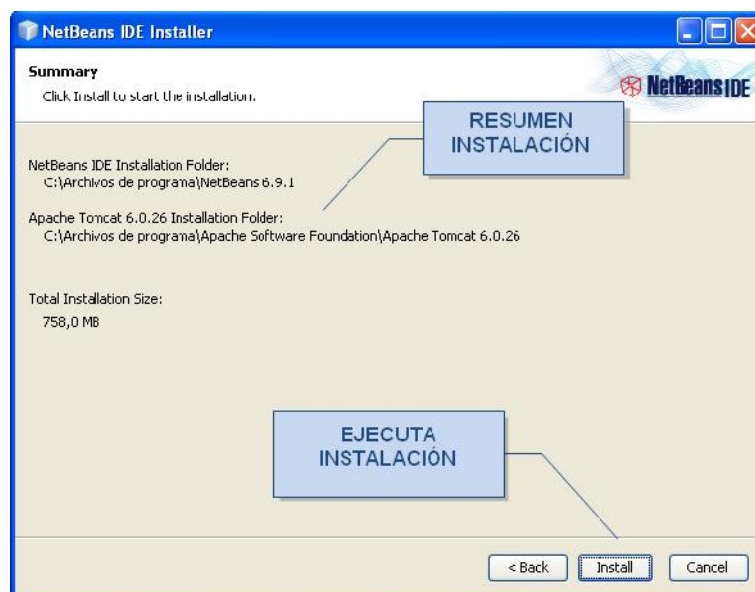 NetBeans IDE Installer
Summary
Click Install to start the installation.
NetBeans IDE
RESUMEN
INSTALACIÓN
NetBeans IDE Installation Folder:
C:\Archivos de programa\NetBeans 6.9.1
Apache Tomcat 6.0.26 Installation Folder:
C:\Archivos de programa\Apache Software Foundation\Apache Tomcat 6.0.26
Total Installation Size:
758,0 MB
EJECUTA
INSTALACIÓN
< Back Install Cancel